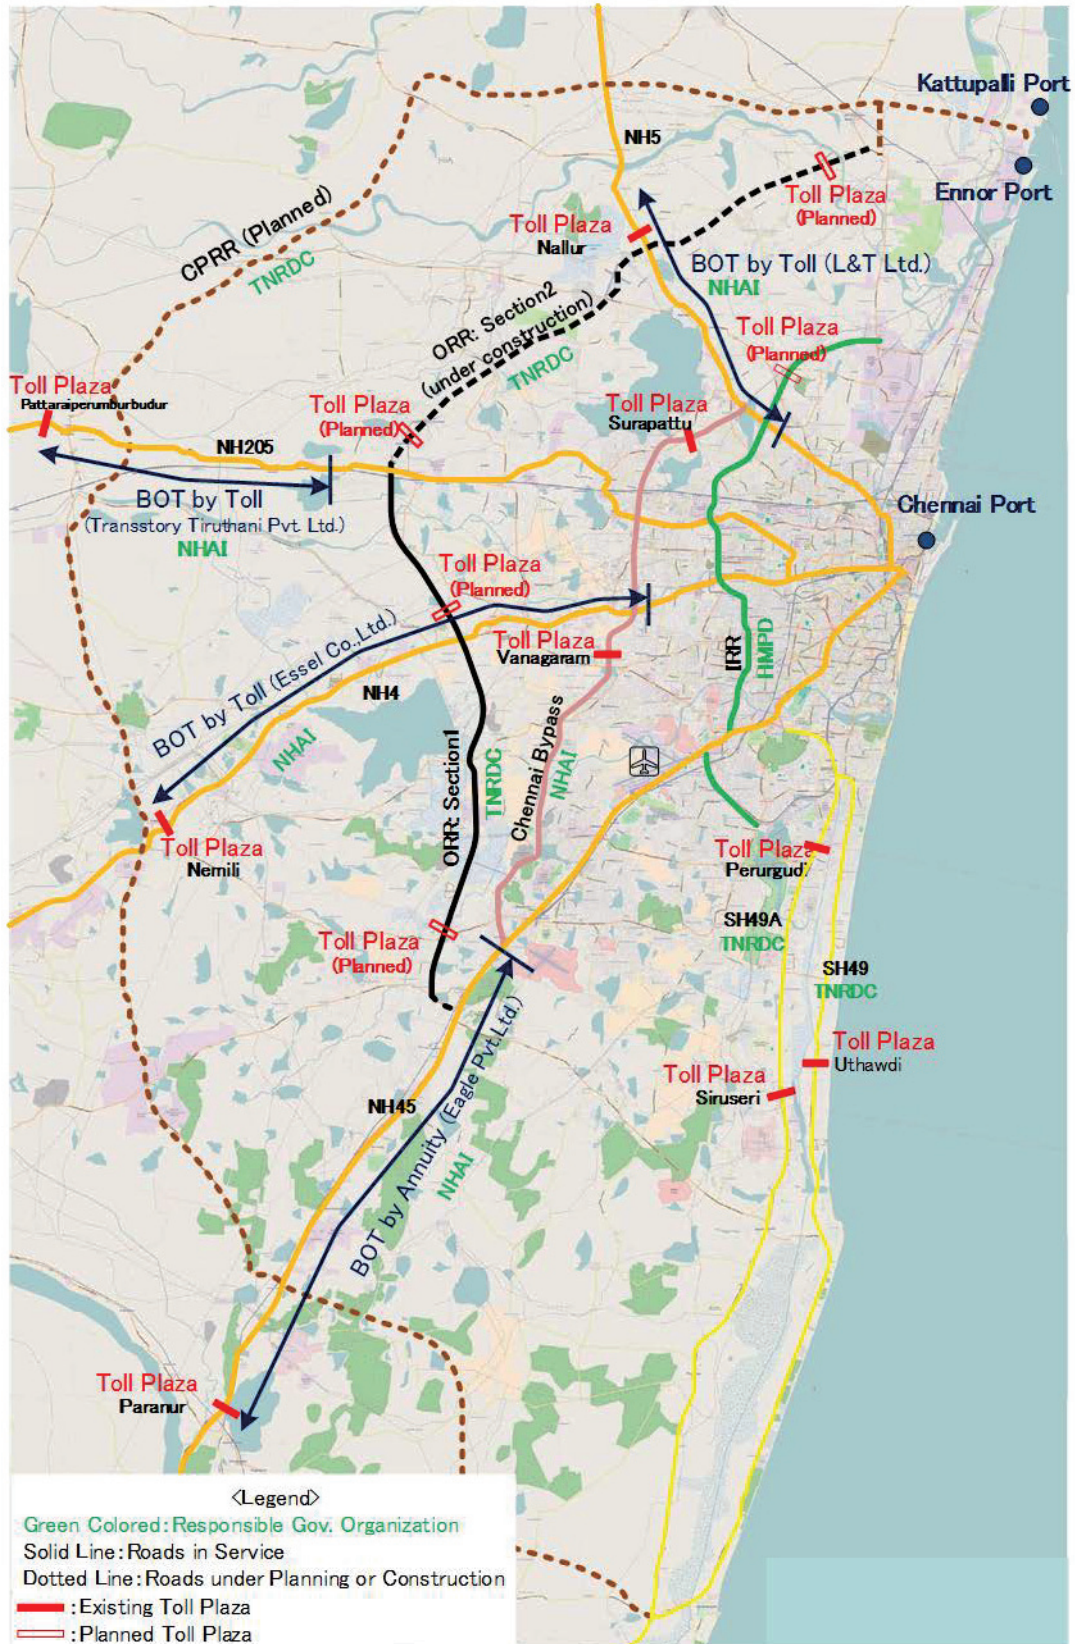 Kattupalli Port
NH5
Ennor Port
Toll Plaza
(Planned)
CPRR (Planned)
TNRDC
Toll Plaza
Nallur
BOT by Toll (L&T Ltd.)
NHAI
ORR: Section2
(under construction)
TNRDC
Toll Plaza
(Planned)
Toll Plaza
Pattaraiperumburbudur
Toll Plaza
(Planned)
Toll Plaza
Surapattu
NH205
BOT by Toll
(Transstory Tiruthani Pvt. Ltd.)
NHAI
Chennai Port
Toll Plaza
(Planned)
BOT by Toll (Essel Co.,Ltd.)
Toll Plaza
Vanagaram
IRR
HMPD
NH4
NHAI
ORR: Section1
TNRDC
Chennai Bypass
NHAI
Toll Plaza
Nemili
Toll Plaza
Perurgudi
SH49A
TNRDC
Toll Plaza
(Planned)
SH49
TNRDC
Toll Plaza
Uthawdi
Toll Plaza
Siruseri
NH45
BOT by Annuity (Eagle Pvt.Ltd.)
NHAI
Toll Plaza
Paranur
<Legend>
Green Colored:Responsible Gov. Organization
Solid Line:Roads in Service
Dotted Line:Roads under Planning or Construction
:Existing Toll Plaza
:Planned Toll Plaza